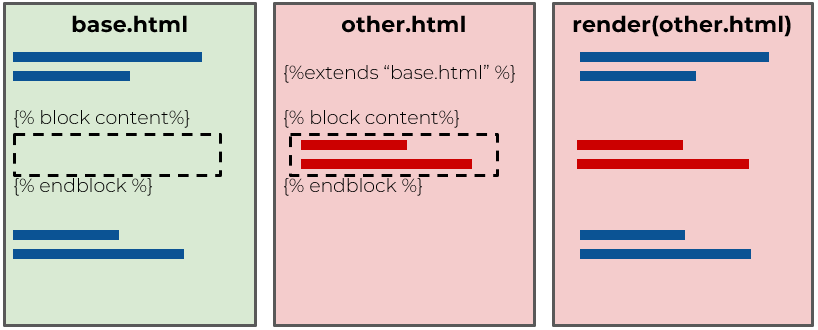 base.html
{% block content%}
{% endblock %}
other.html
{%extends “base.html” %}
{% block content%}
{% endblock %}
render(other.html)